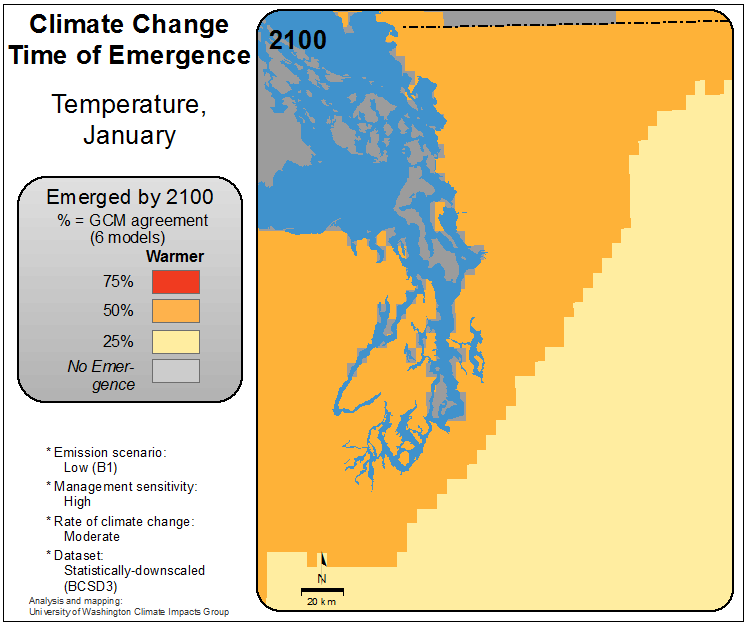 Climate Change
Time of Emergence
Temperature,
January
Emerged by 2100
% = GCM agreement
(6 models)
Warmer
75%
50%
25%
No Emer-
gence
* Emission scenario:
Low (B1)
* Management sensitivity:
High
* Rate of climate change:
Moderate
* Dataset:
Statistically-downscaled
(BCSD3)
Analysis and mapping:
University of Washington Climate Impacts Group
2100
N
20 km